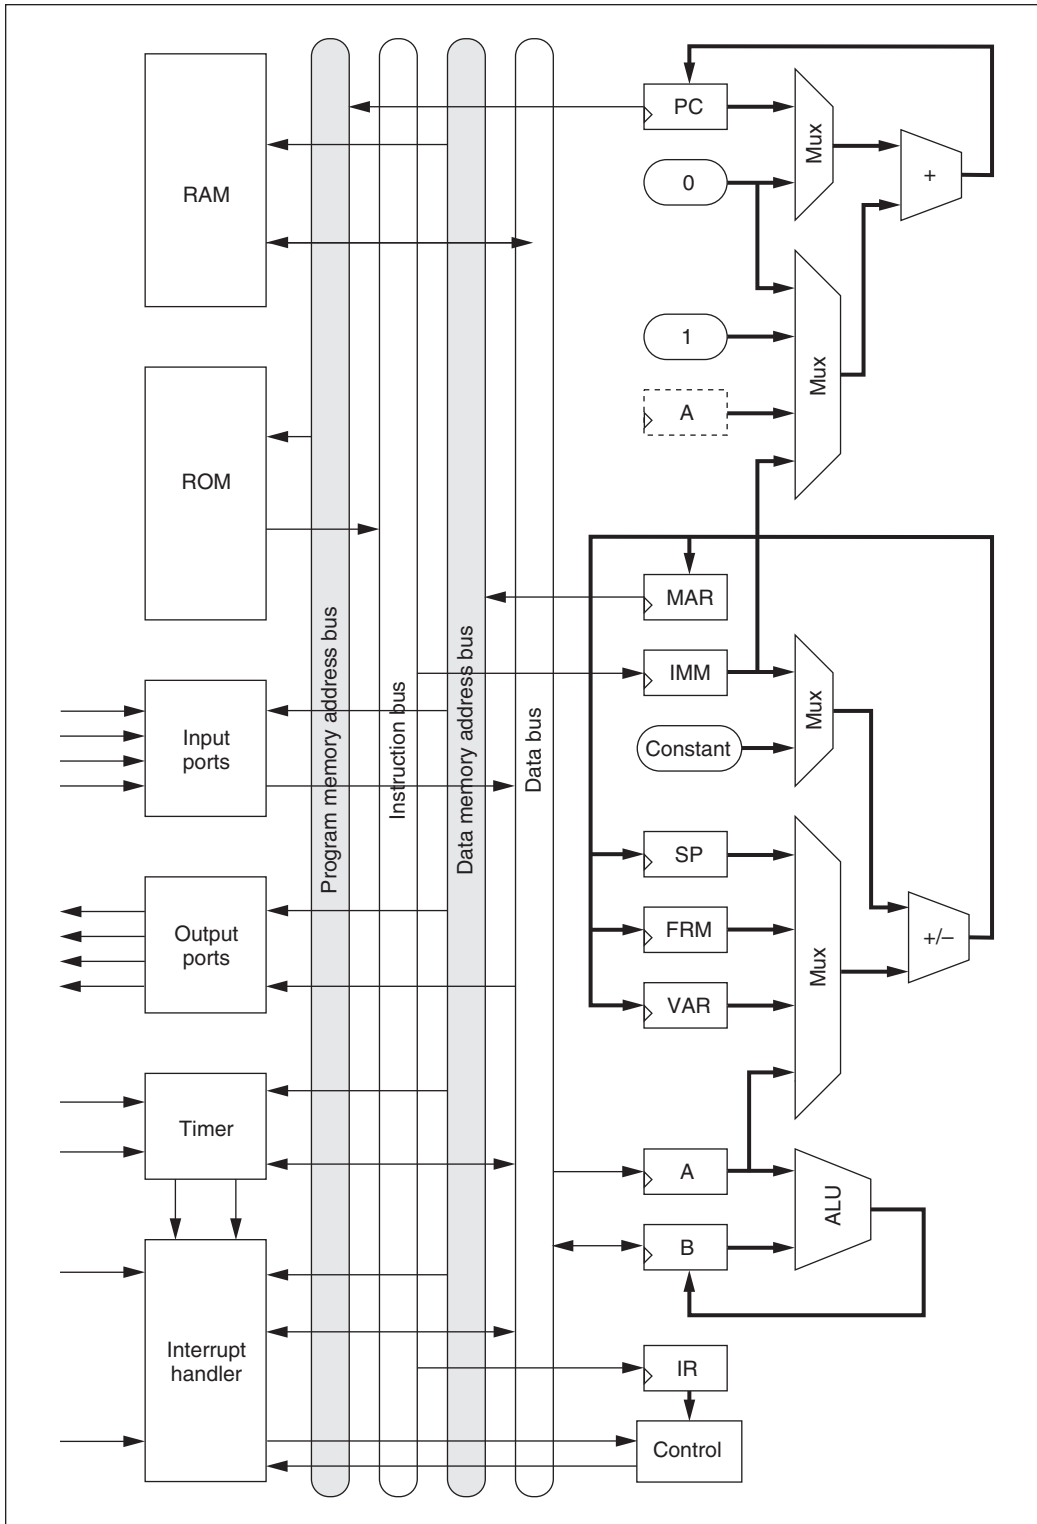 RAM
ROM
Input
ports
Output
ports
Timer
Interrupt
handler
Program memory address bus
Instruction bus
Data memory address bus
Data bus
PC
0
Mux
+
1
A
Mux
MAR
IMM
Constant
Mux
SP
FRM
VAR
Mux
+/–
A
B
ALU
IR
Control